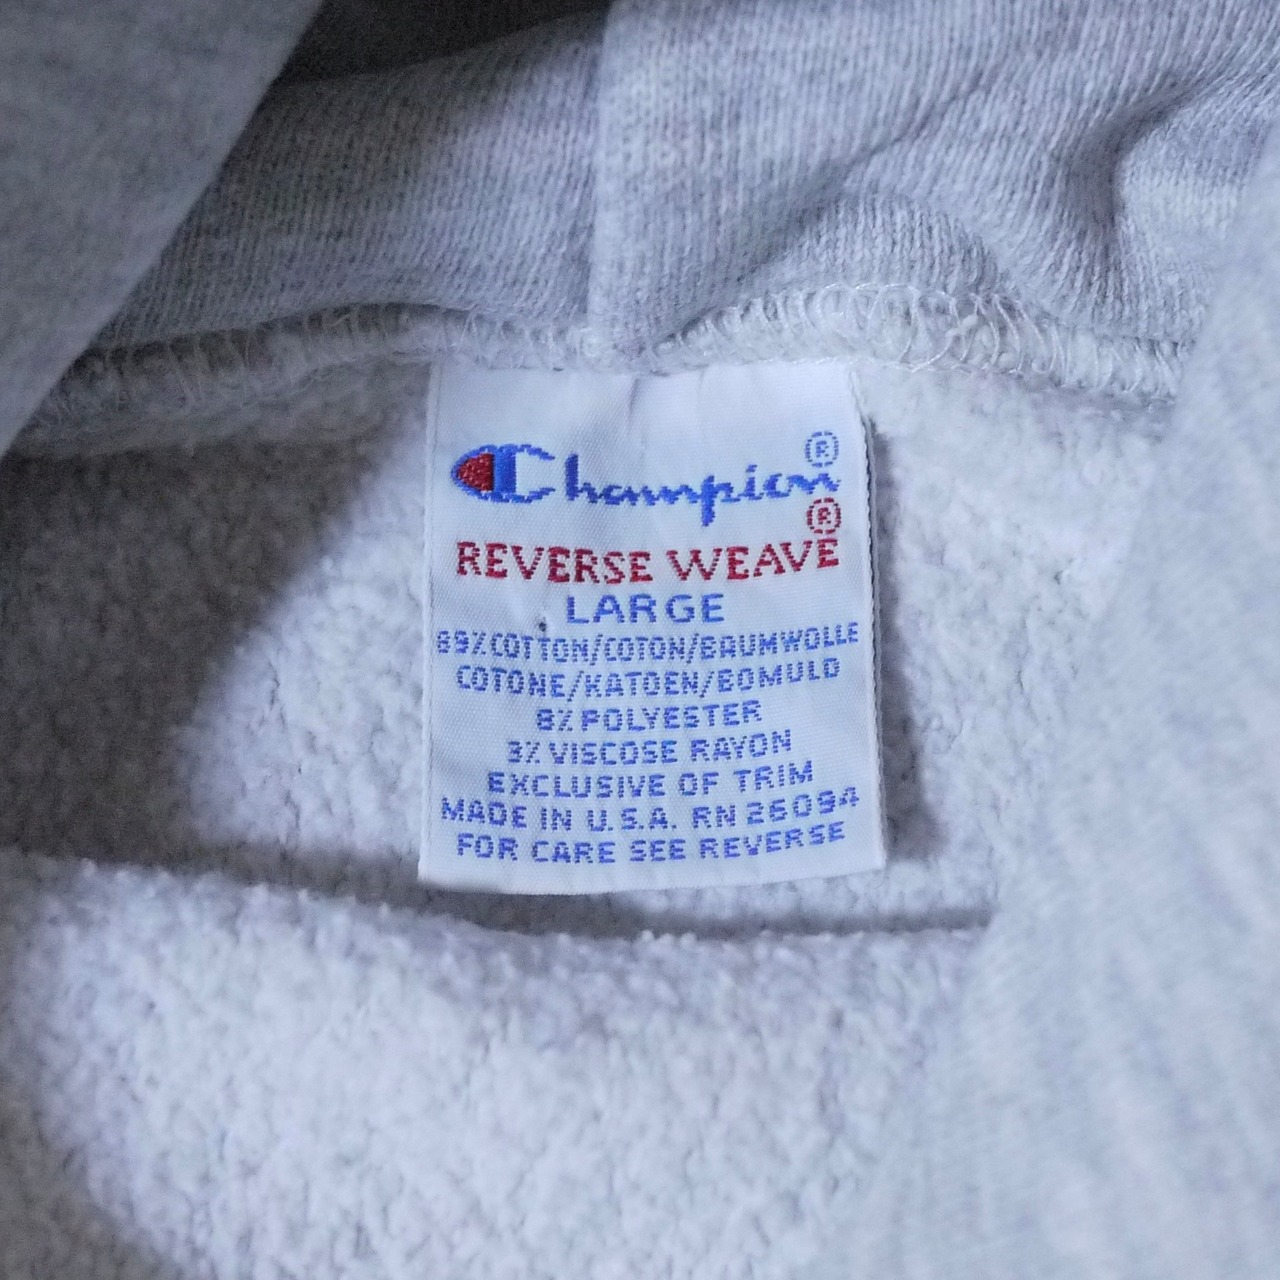 Champion®
REVERSE WEAVE®
LARGE
89% COTTON/COTON/BAUMWOLLE
COTONE/KATOEN/BOMULD
8% POLYESTER
3% VISCOSE RAYON
EXCLUSIVE OF TRIM
MADE IN U.S.A. RN 26094
FOR CARE SEE REVERSE